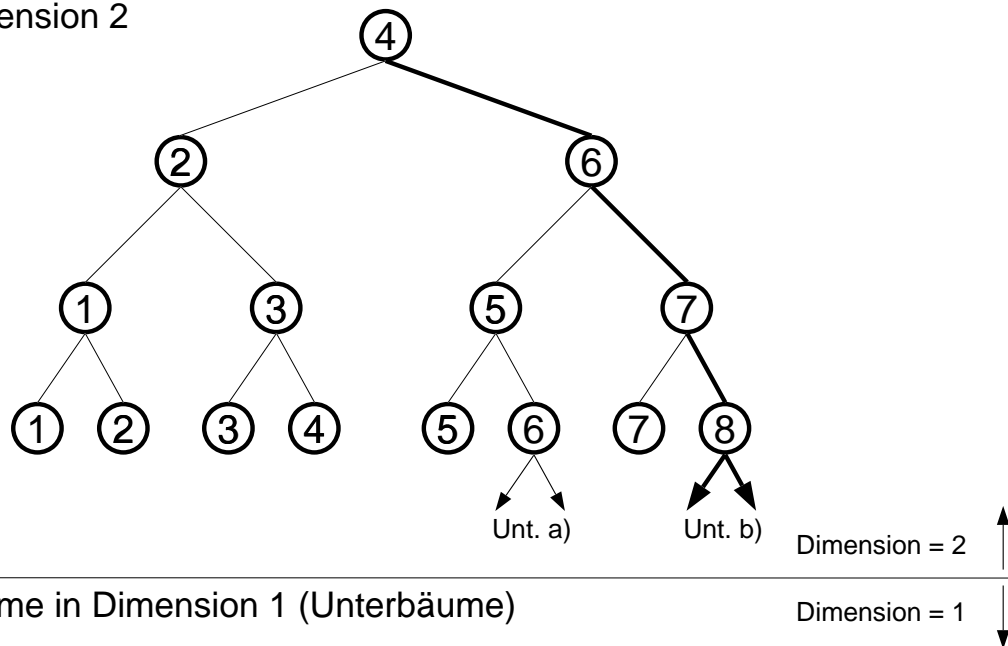 ension 2
4
2 6
1 3 5 7
1 2 3 4 5 6 7 8
Unt. a) Unt. b)
Dimension = 2
me in Dimension 1 (Unterbäume)
Dimension = 1